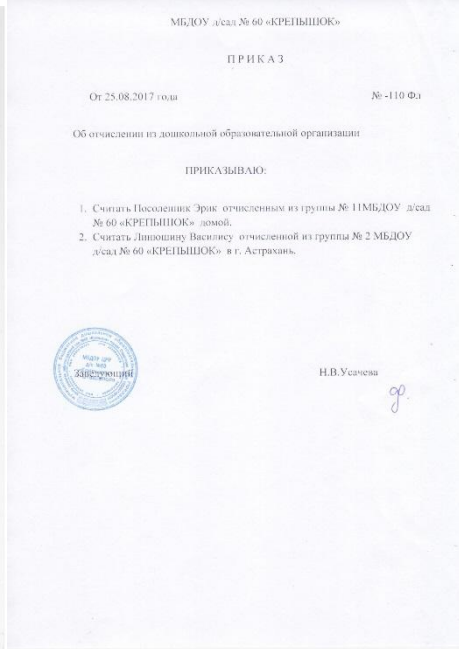 МБДОУ д/сад № 60 «КРЕПЫШОК»
П Р И К А З
От 25.08.2017 года № -110 Фл
Об отчислении из дошкольной образовательной организации
ПРИКАЗЫВАЮ:
1. Считать Посоленник Эрик отчисленным из группы № 11МБДОУ д/сад
№ 60 «КРЕПЫШОК» домой.
2. Считать Линюшину Василису отчисленной из группы № 2 МБДОУ
д/сад № 60 «КРЕПЫШОК» в г. Астрахань.
Заведующий Н.В.Усачева